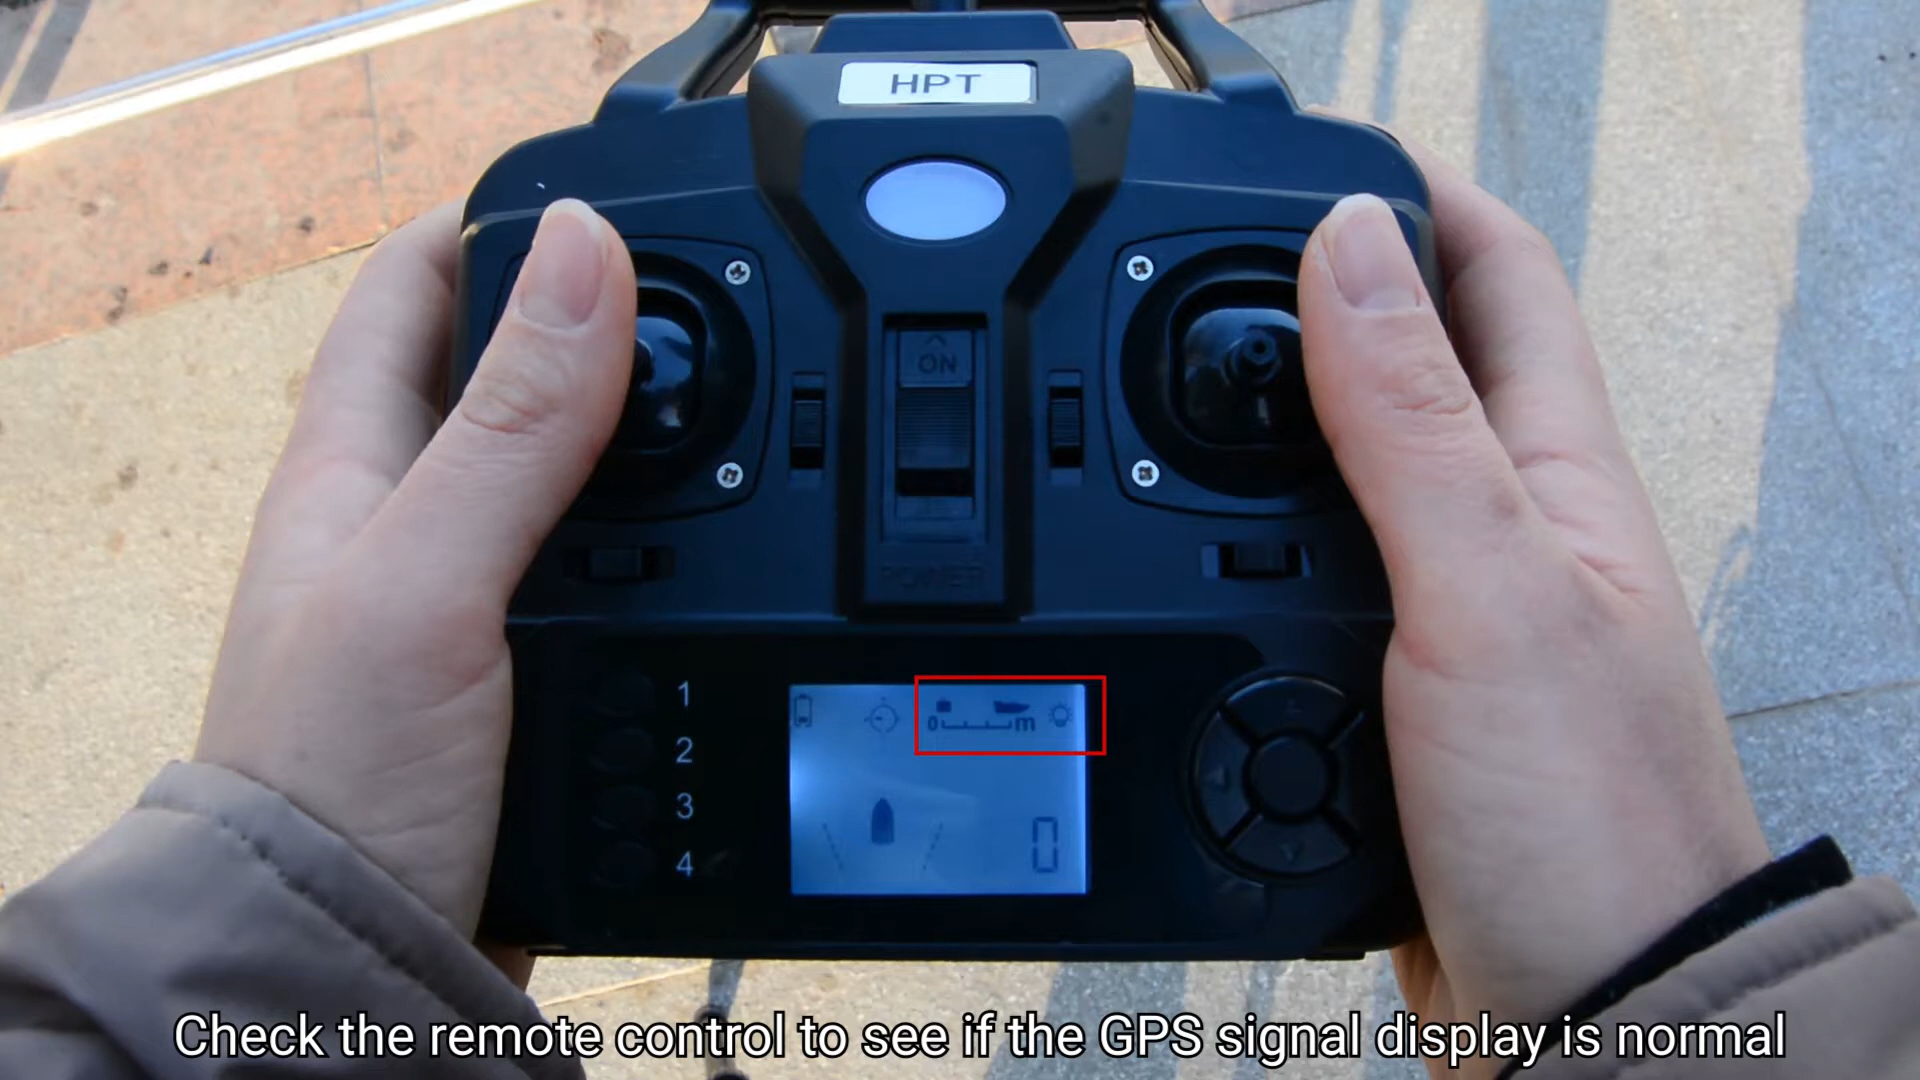 HPT
ON
POWER
1
2
3
4
0 m
0
Check the remote control to see if the GPS signal display is normal